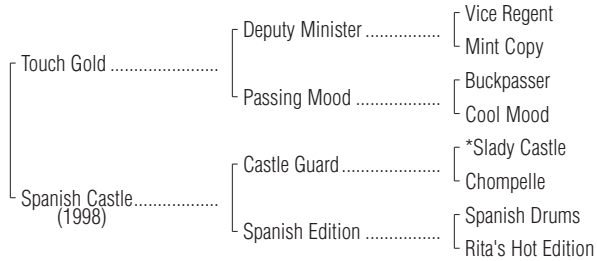 Vice Regent
Deputy Minister ..................
Mint Copy
Touch Gold ......................
Buckpasser
Passing Mood .................
Cool Mood
*Slady Castle
Castle Guard....................
Chompelle
Spanish Castle.................
(1998)
Spanish Drums
Spanish Edition ...............
Rita's Hot Edition